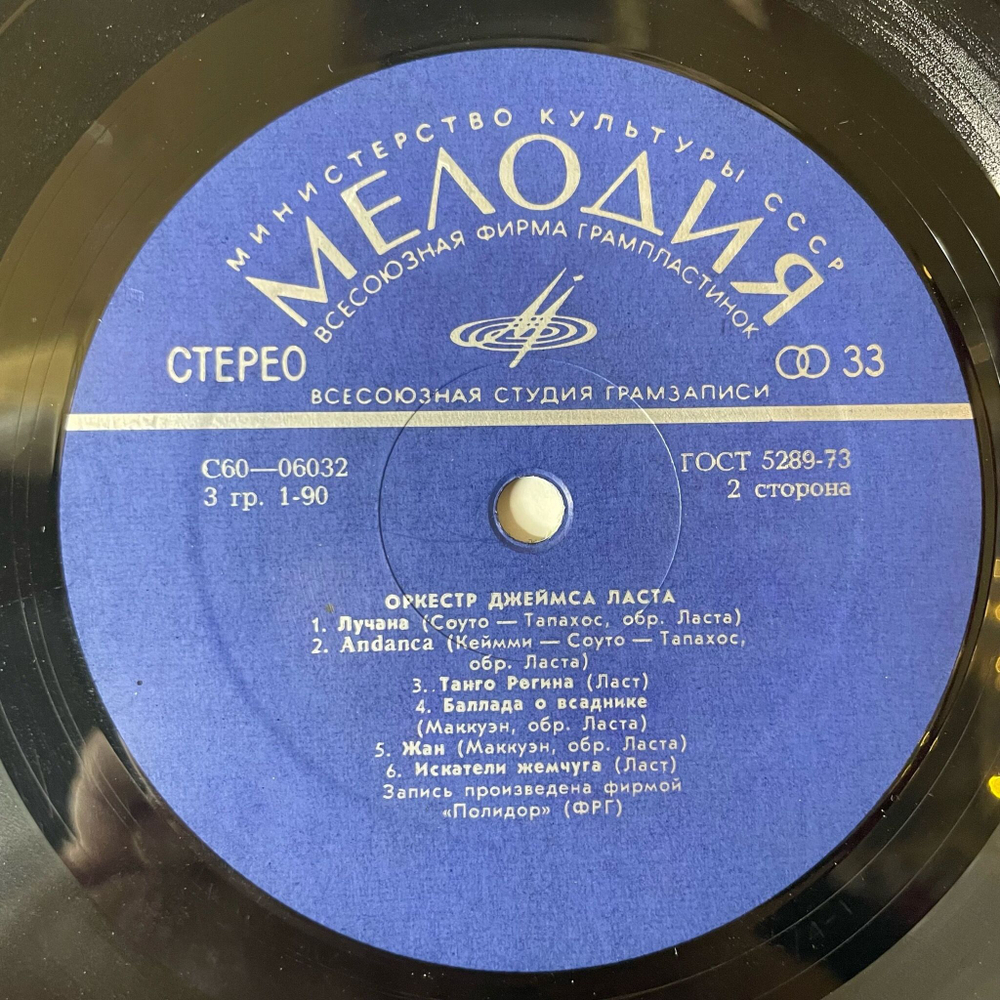 МИНИСТЕРСТВО КУЛЬТУРЫ СССР
МЕЛОДИЯ
ВСЕСОЮЗНАЯ ФИРМА ГРАМПЛАСТИНОК
СТЕРЕО
33
ВСЕСОЮЗНАЯ СТУДИЯ ГРАМЗАПИСИ
С60—06032
ГОСТ 5289-73
3 гр. 1-90
2 сторона
ОРКЕСТР ДЖЕЙМСА ЛАСТА
1. Лучана (Соуто — Тапахос, обр. Ласта)
2. Andanca (Кеймми — Соуто — Тапахос,
обр. Ласта)
3. Танго Регина (Ласт)
4. Баллада о всаднике
(Маккуэн, обр. Ласта)
5. Жан (Маккуэн, обр. Ласта)
6. Искатели жемчуга (Ласт)
Запись произведена фирмой
«Полидор» (ФРГ)